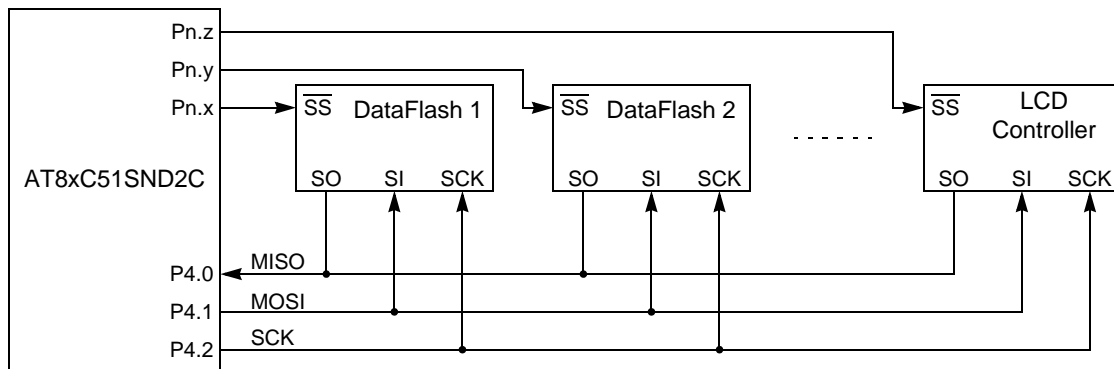 Pn.z
Pn.y
Pn.x
SS DataFlash 1
SS DataFlash 2
SS LCD
Controller
AT8xC51SND2C
SO SI SCK
SO SI SCK
SO SI SCK
P4.0 MISO
P4.1 MOSI
P4.2 SCK